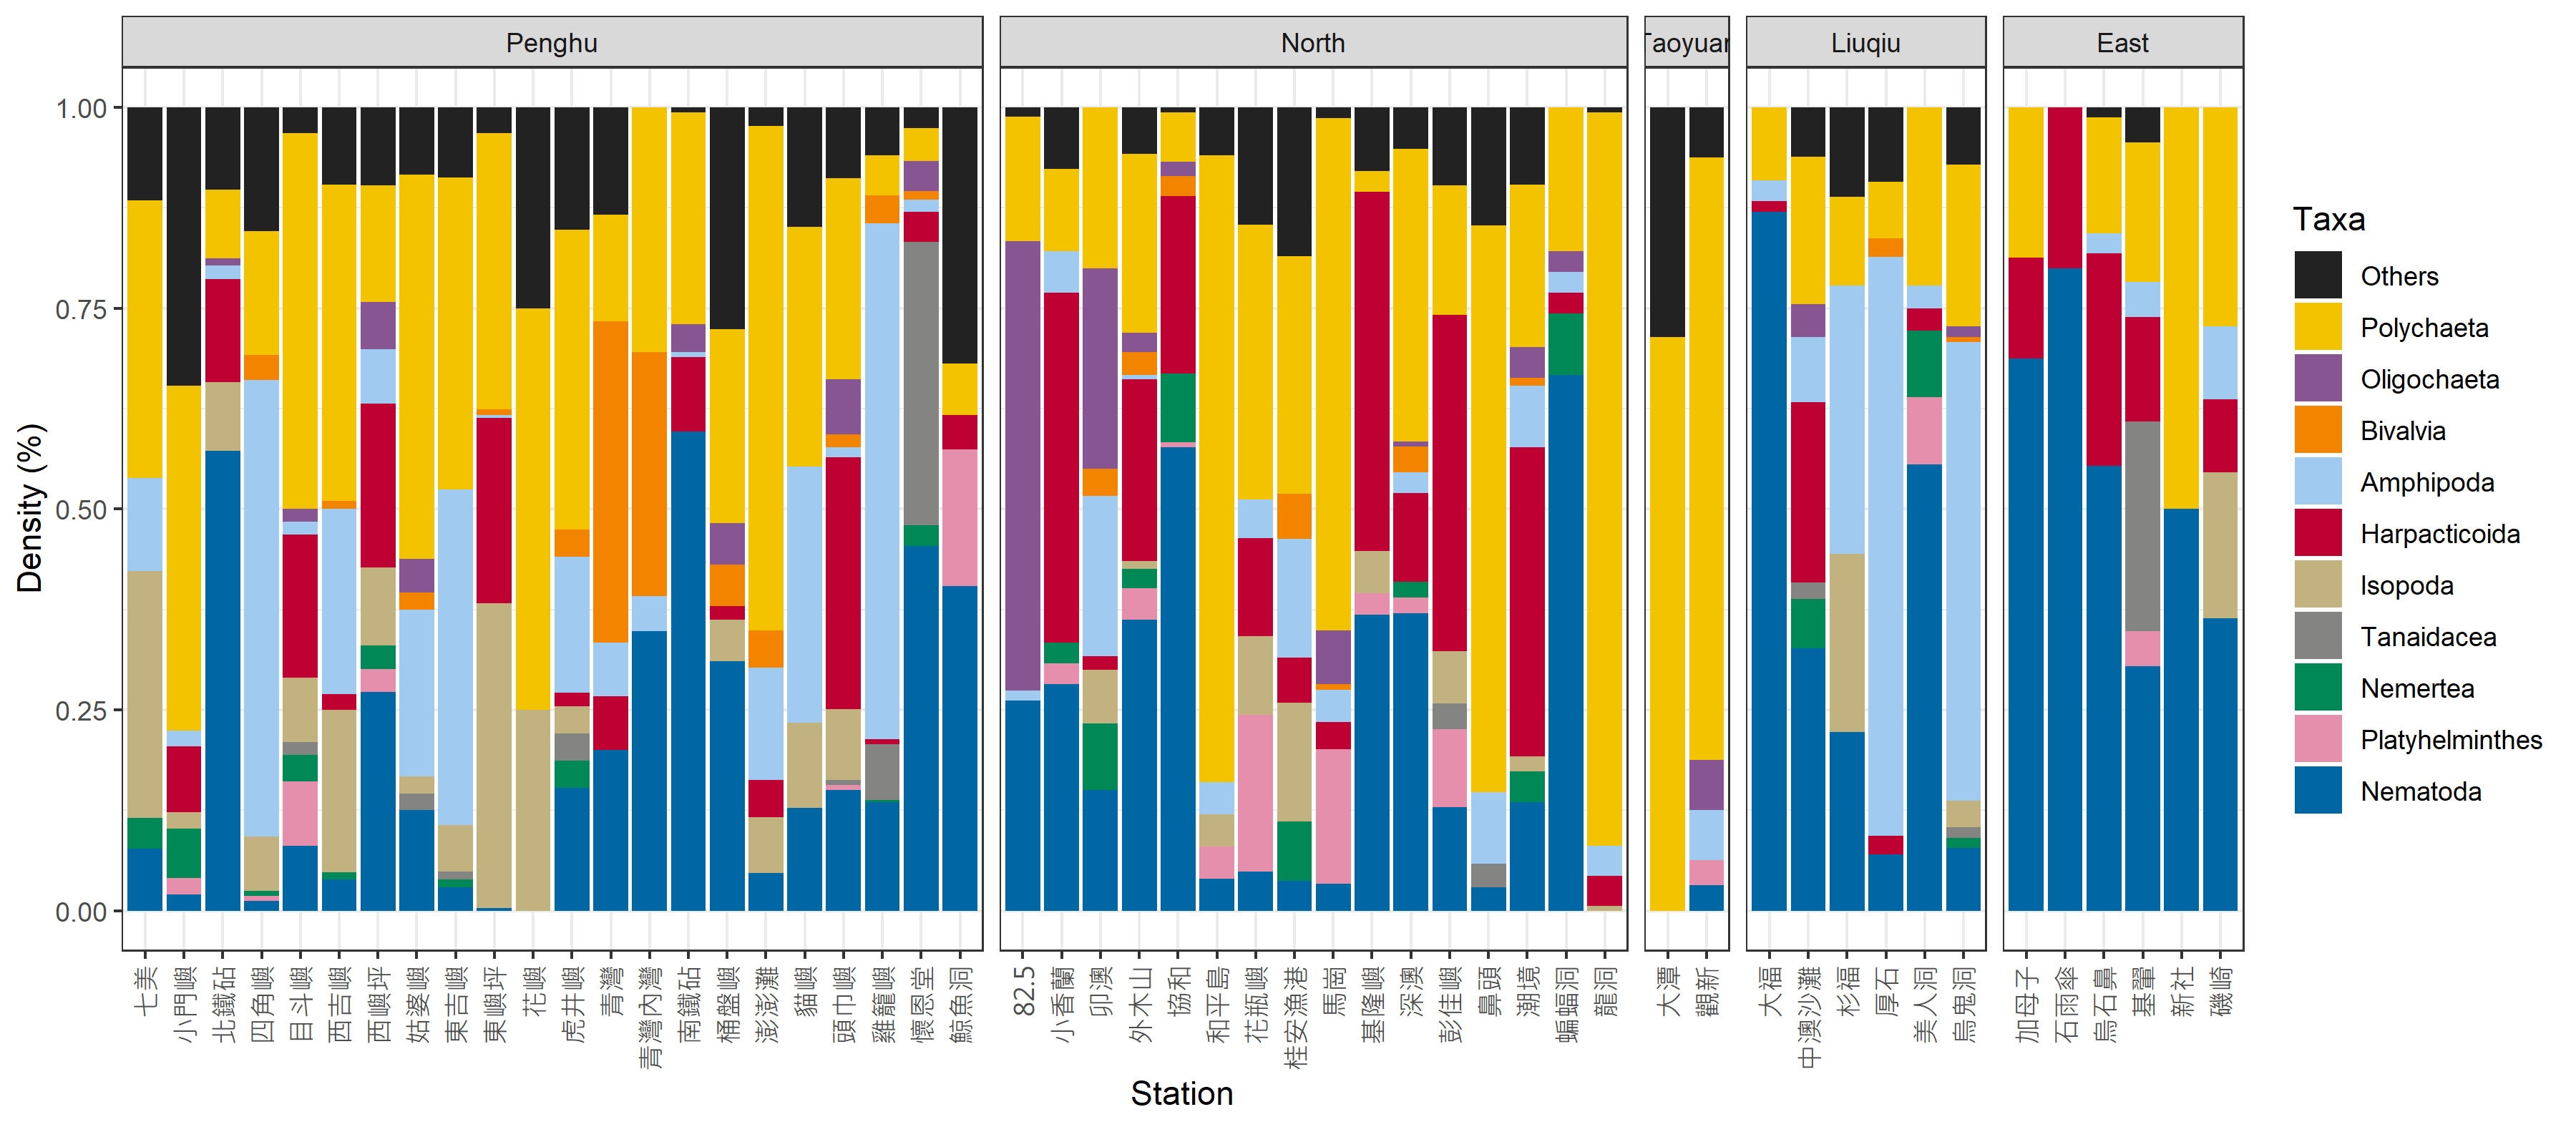 Penghu
North
Taoyuan
Liuqiu
East
Density (%)
1.00
0.75
0.50
0.25
0.00
七美
小門嶼
北鐵砧
四角嶼
目斗嶼
西吉嶼
西嶼坪
姑婆嶼
東吉嶼
東嶼坪
花嶼
虎井嶼
青灣
青灣內灣
南鐵砧
桶盤嶼
澎澎灘
貓嶼
頭巾嶼
雞籠嶼
懷恩堂
鯨魚洞
82.5
小香蘭
卯澳
外木山
協和
和平島
花瓶嶼
桂安漁港
馬崗
基隆嶼
深澳
彭佳嶼
鼻頭
潮境
蝙蝠洞
龍洞
大潭
觀新
大福
中澳沙灘
杉福
厚石
美人洞
烏鬼洞
加母子
石雨傘
烏石鼻
基翬
新社
磯崎
Station
Taxa
Others
Polychaeta
Oligochaeta
Bivalvia
Amphipoda
Harpacticoida
Isopoda
Tanaidacea
Nemertea
Platyhelminthes
Nematoda